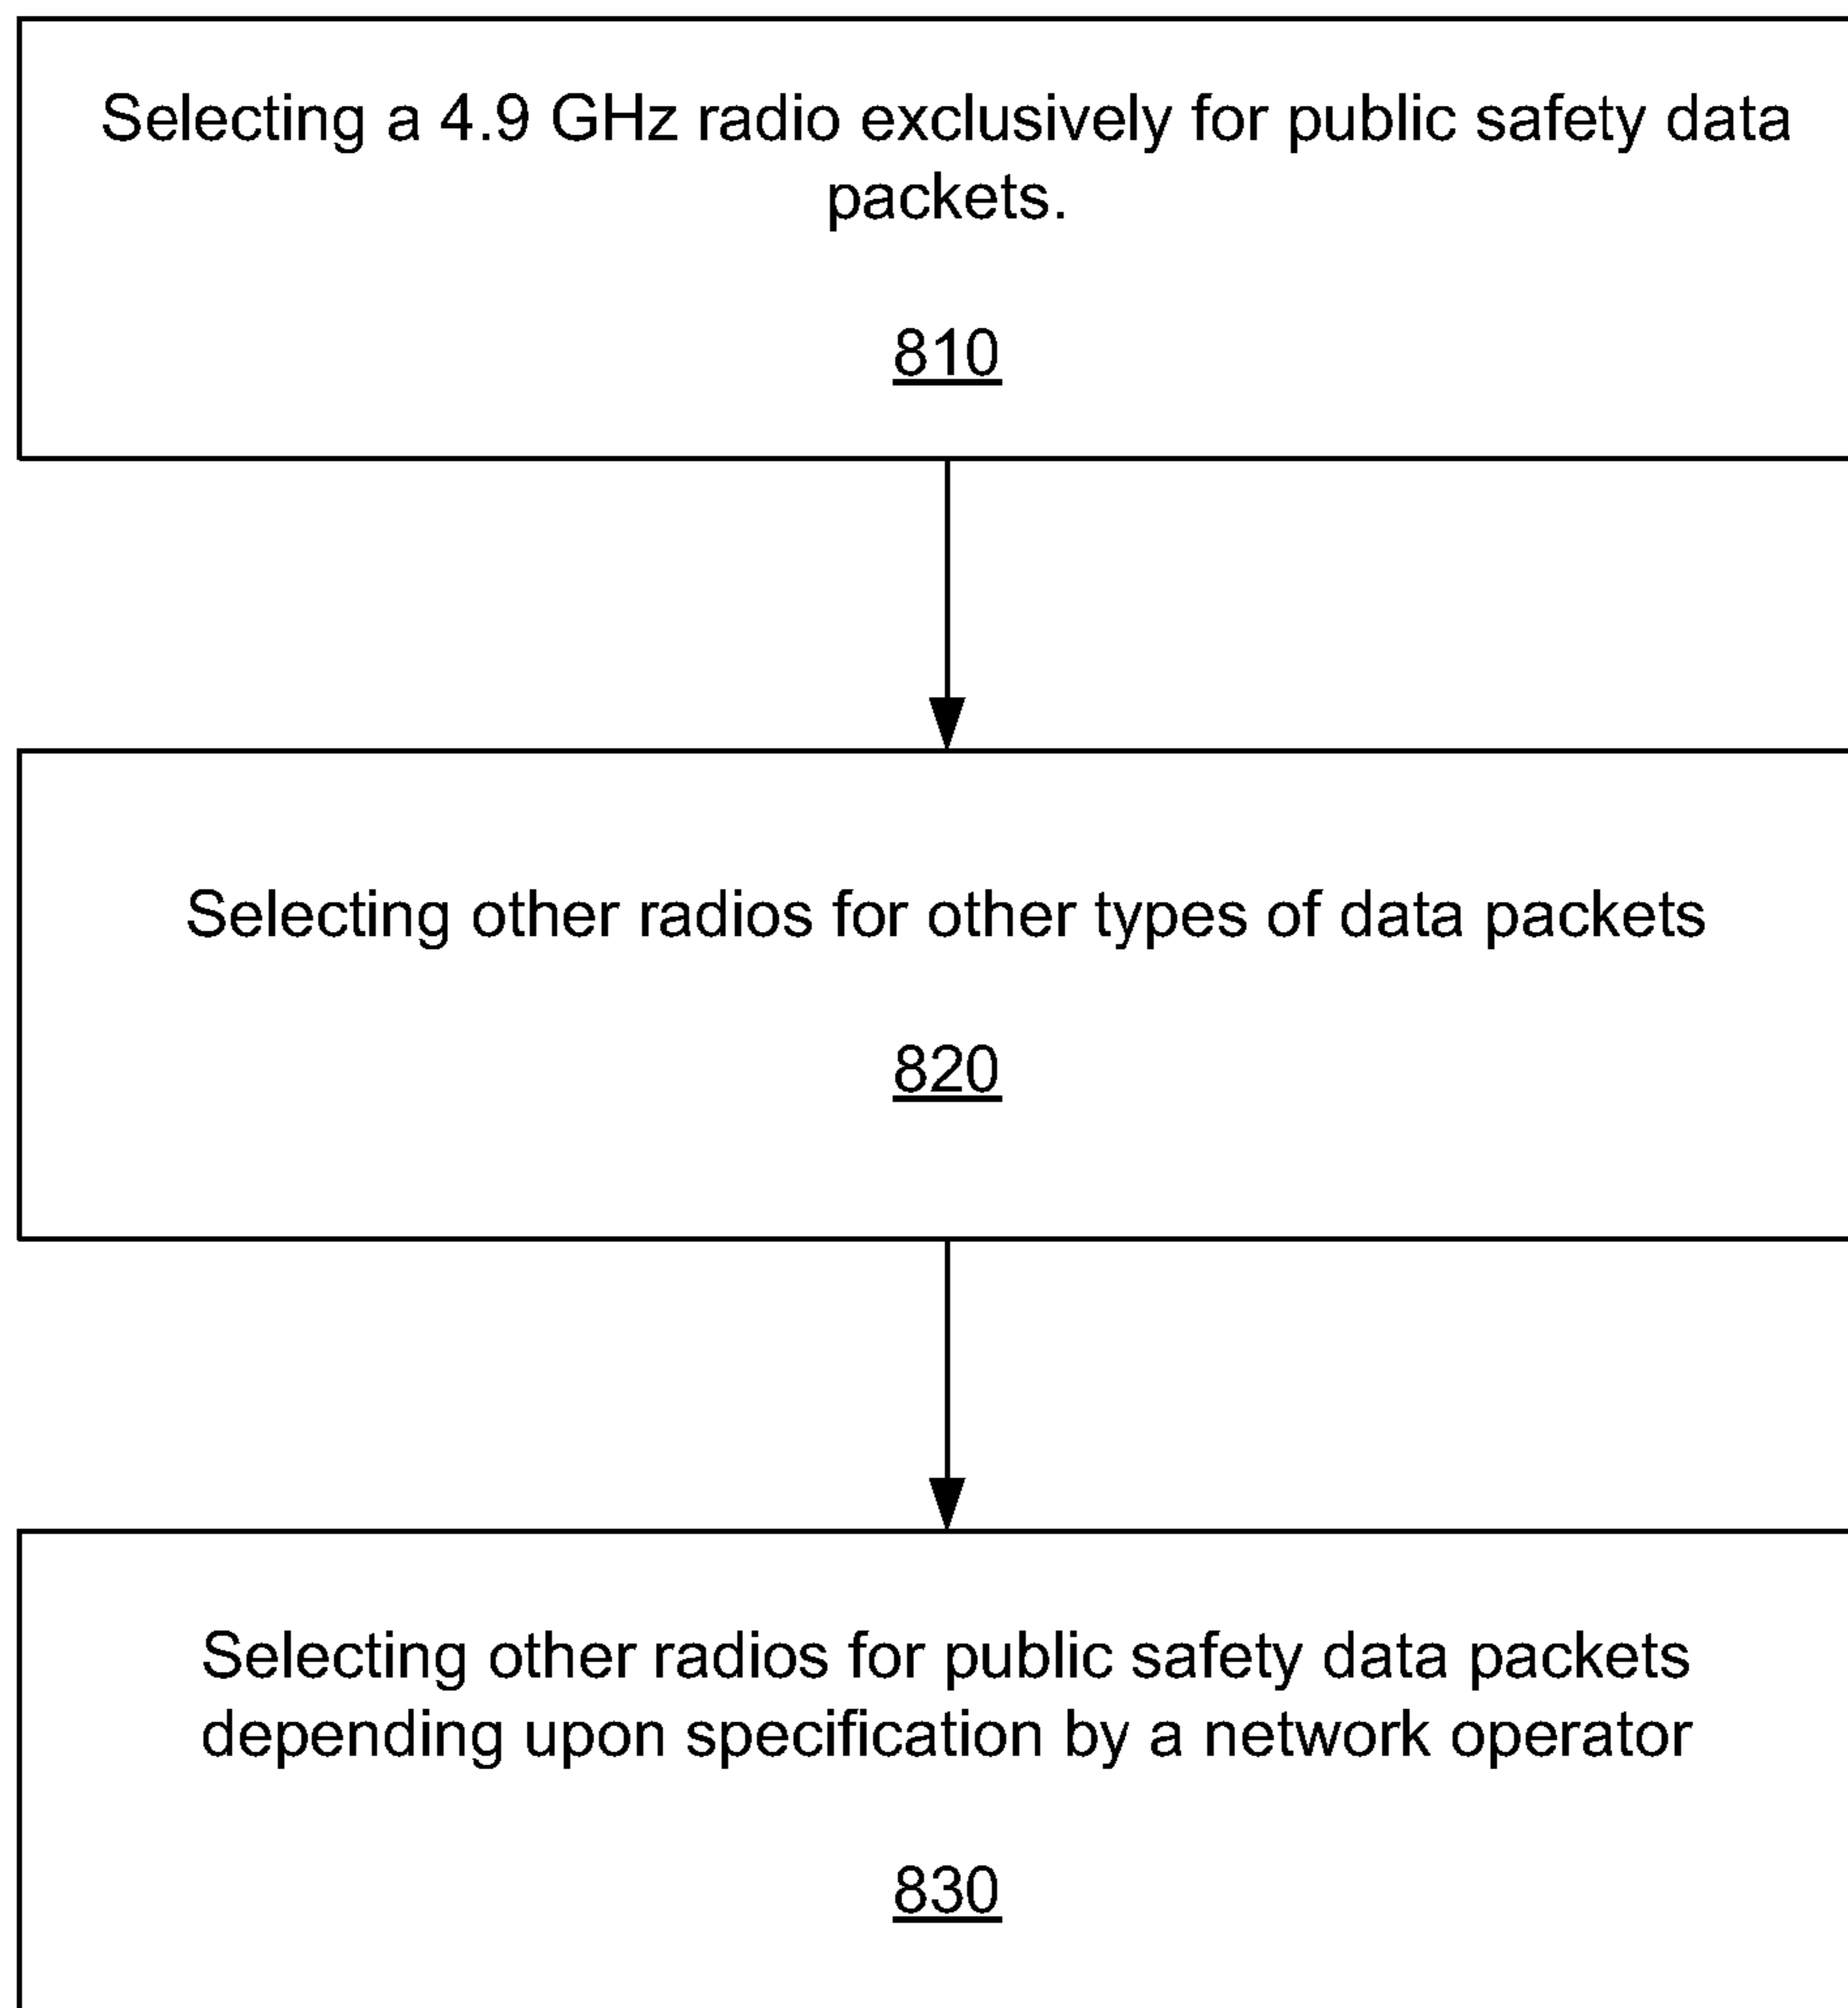 Selecting a 4.9 GHz radio exclusively for public safety data
packets.
810
Selecting other radios for other types of data packets
820
Selecting other radios for public safety data packets
depending upon specification by a network operator
830